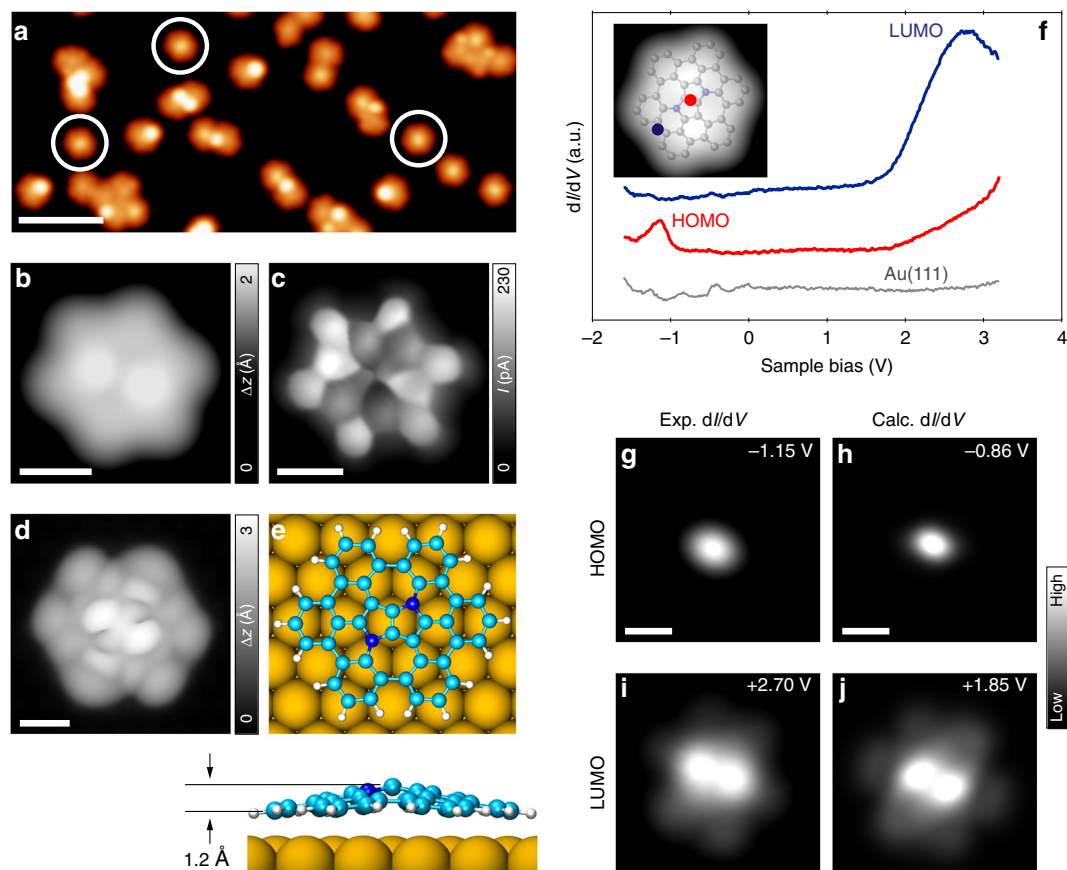 a
b
2
Δz (Å)
0
c
230
I (pA)
0
d
3
Δz (Å)
0
e
1.2 Å
f
LUMO
HOMO
Au(111)
dI/dV (a.u.)
–2 –1 0 1 2 3 4
Sample bias (V)
Exp. dI/dV Calc. dI/dV
HOMO
g –1.15 V
h –0.86 V
High
Low
LUMO
i +2.70 V
j +1.85 V